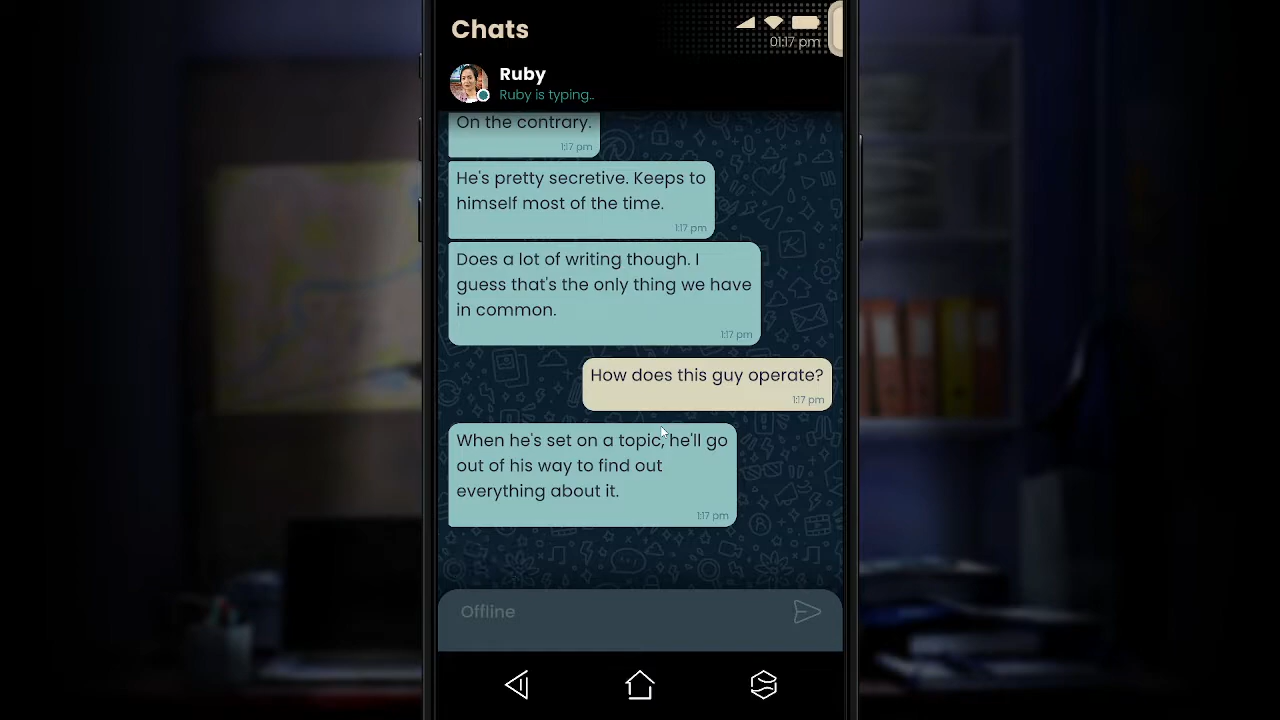 Chats
01:17 pm
Ruby
Ruby is typing..
On the contrary.
1:17 pm
He's pretty secretive. Keeps to
himself most of the time.
1:17 pm
Does a lot of writing though. I
guess that's the only thing we have
in common.
1:17 pm
How does this guy operate?
1:17 pm
When he's set on a topic, he'll go
out of his way to find out
everything about it.
1:17 pm
Offline